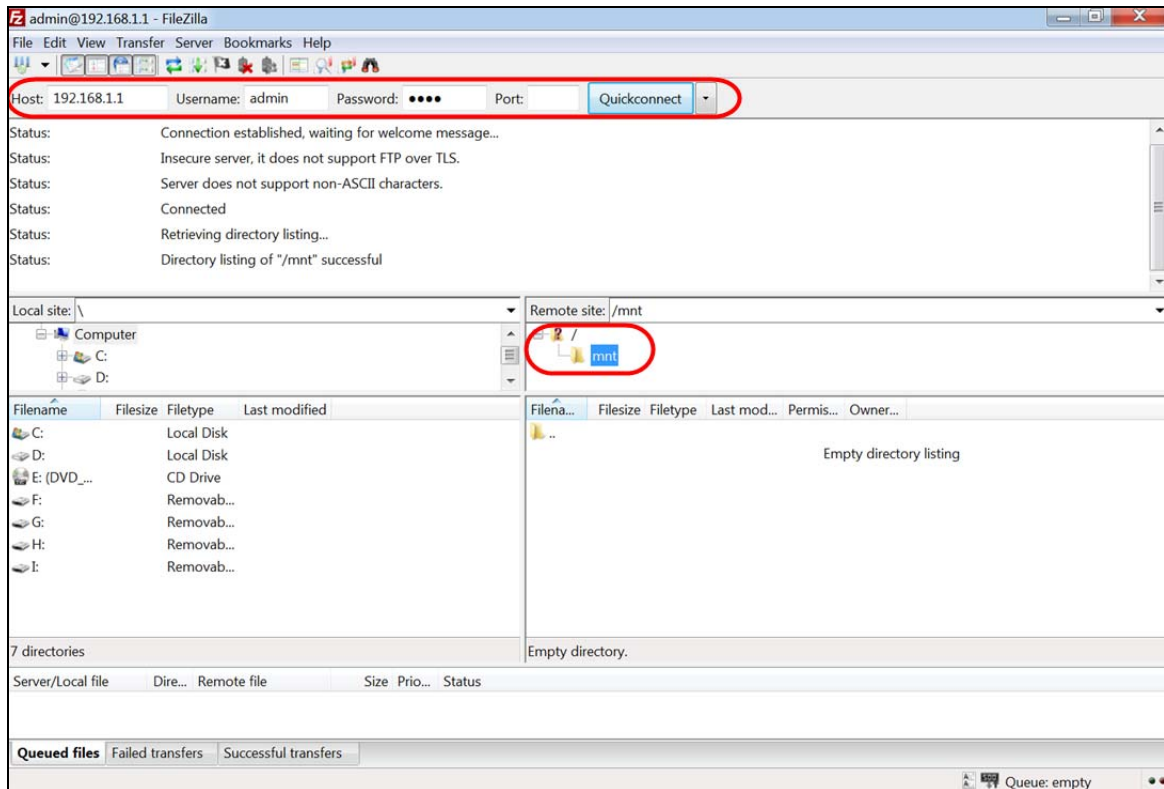 admin@192.168.1.1 - FileZilla
File Edit View Transfer Server Bookmarks Help
Host: 192.168.1.1 Username: admin Password: ●●●● Port: Quickconnect
Status: Connection established, waiting for welcome message...
Status: Insecure server, it does not support FTP over TLS.
Status: Server does not support non-ASCII characters.
Status: Connected
Status: Retrieving directory listing...
Status: Directory listing of "/mnt" successful
Local site: \ Remote site: /mnt
Computer
C:
D:
/
mnt
Filename Filesize Filetype Last modified
C: Local Disk
D: Local Disk
E: (DVD_... CD Drive
F: Removab...
G: Removab...
H: Removab...
I: Removab...
7 directories
Filena... Filesize Filetype Last mod... Permis... Owner...
..
Empty directory listing
Empty directory.
Server/Local file Dire... Remote file Size Prio... Status
Queued files Failed transfers Successful transfers
Queue: empty